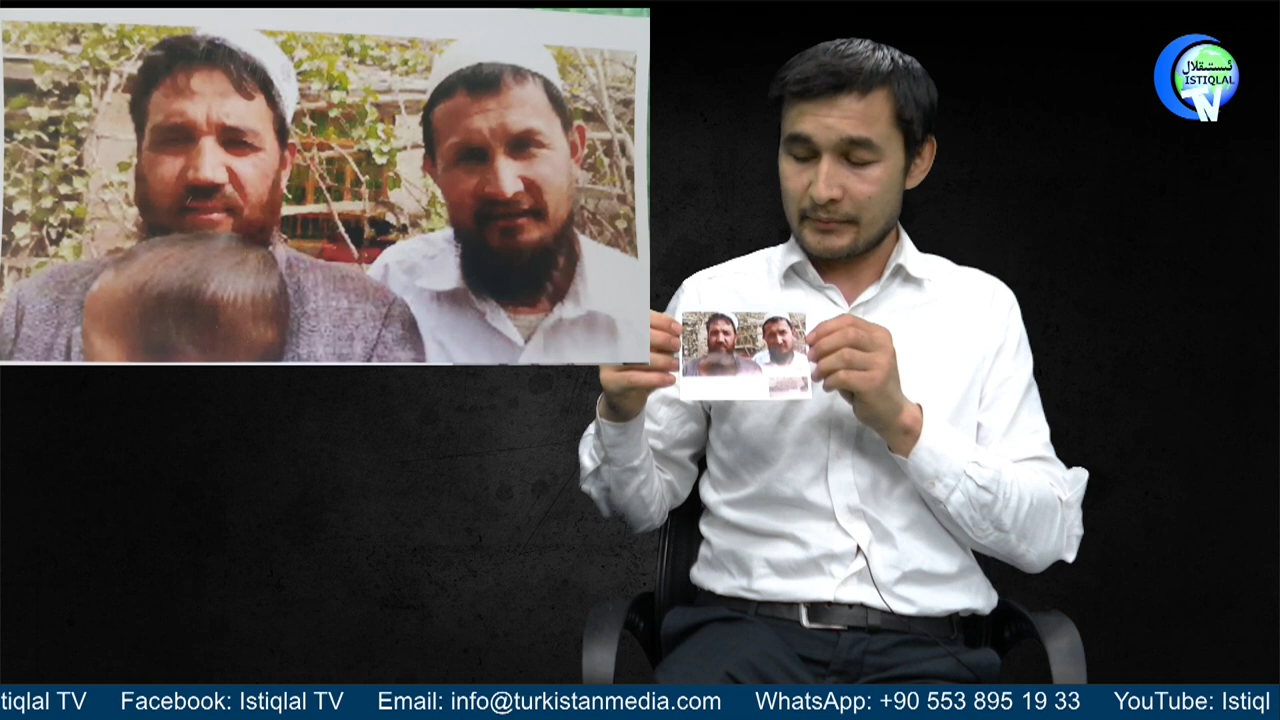 ئىستىقلال
ISTIQLAL
TV
tiqlal TV Facebook: Istiqlal TV Email: info@turkistanmedia.com WhatsApp: +90 553 895 19 33 YouTube: Istiql